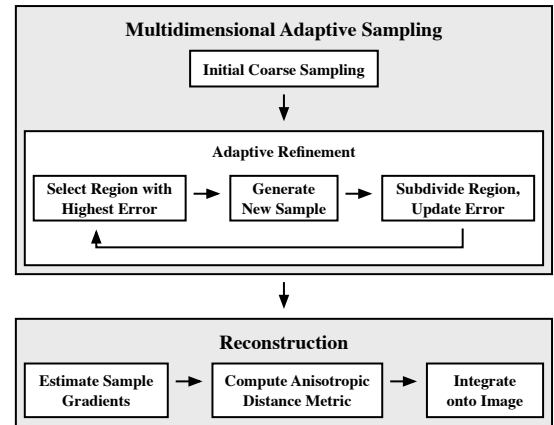 Multidimensional Adaptive Sampling
Initial Coarse Sampling
Adaptive Refinement
Select Region with
Highest Error
Generate
New Sample
Subdivide Region,
Update Error
Reconstruction
Estimate Sample
Gradients
Compute Anisotropic
Distance Metric
Integrate
onto Image